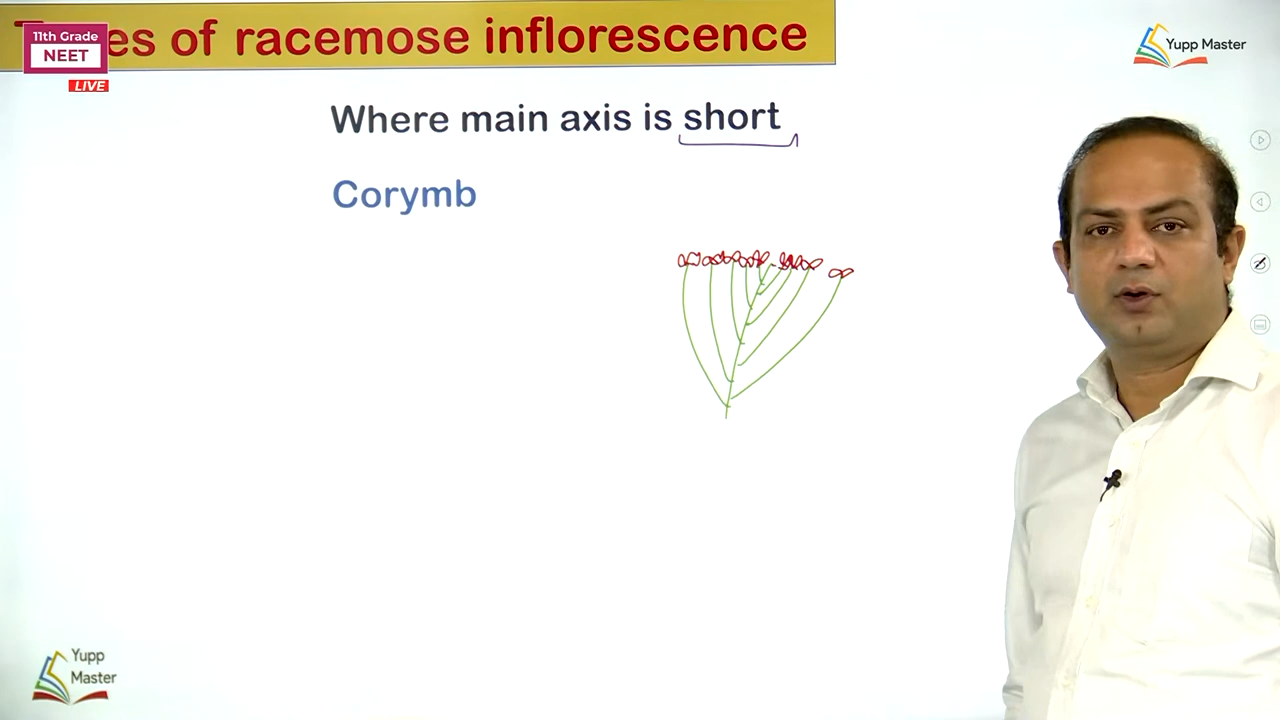 es of racemose inflorescence
11th Grade
NEET
LIVE
Yupp Master
Where main axis is short
Corymb
Yupp
Master